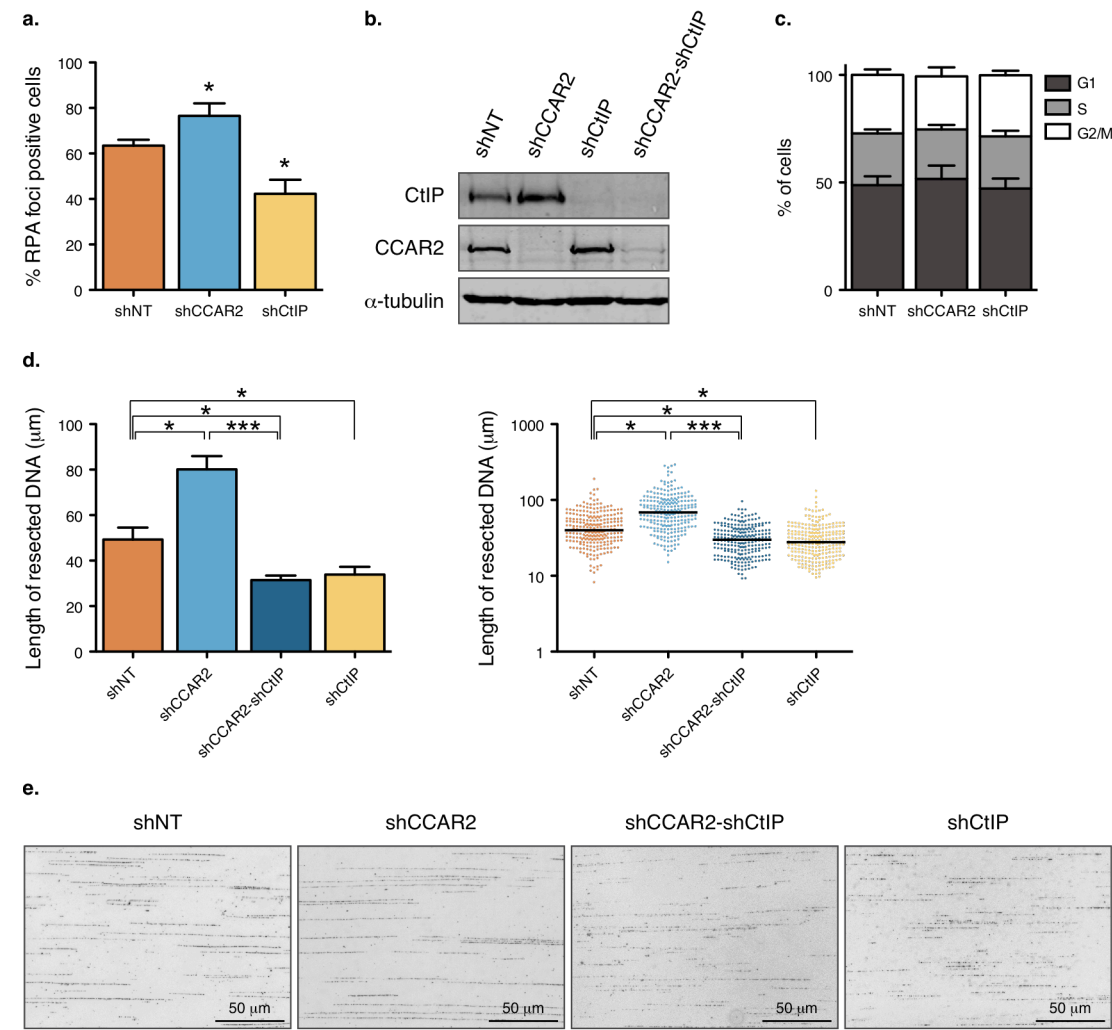 a.
% RPA foci positive cells
100
80
60
40
20
0
*
*
shNT
shCCAR2
shCtIP
b.
shNT
shCCAR2
shCtIP
shCCAR2-shCtIP
CtIP
CCAR2
α-tubulin
c.
% of cells
100
50
0
shNT
shCCAR2
shCtIP
G1
S
G2/M
d.
Length of resected DNA (μm)
100
80
60
40
20
0
*
*
*
***
shNT
shCCAR2
shCCAR2-shCtIP
shCtIP
Length of resected DNA (μm)
1000
100
10
1
*
*
*
***
shNT
shCCAR2
shCCAR2-shCtIP
shCtIP
e.
shNT
shCCAR2
shCCAR2-shCtIP
shCtIP
50 μm
50 μm
50 μm
50 μm